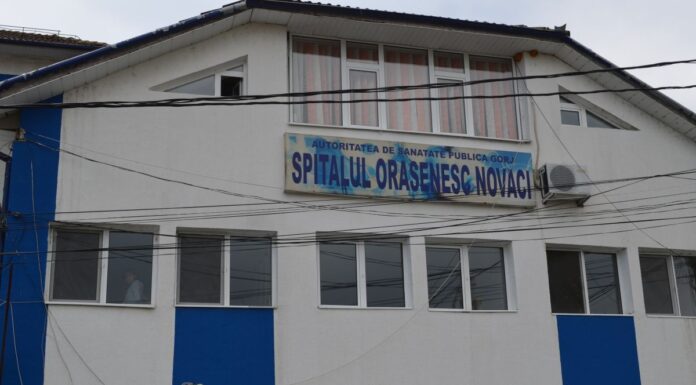 AUTORITATEA DE SANATATE PUBLICA GORJ
SPITALUL ORASENESC NOVACI